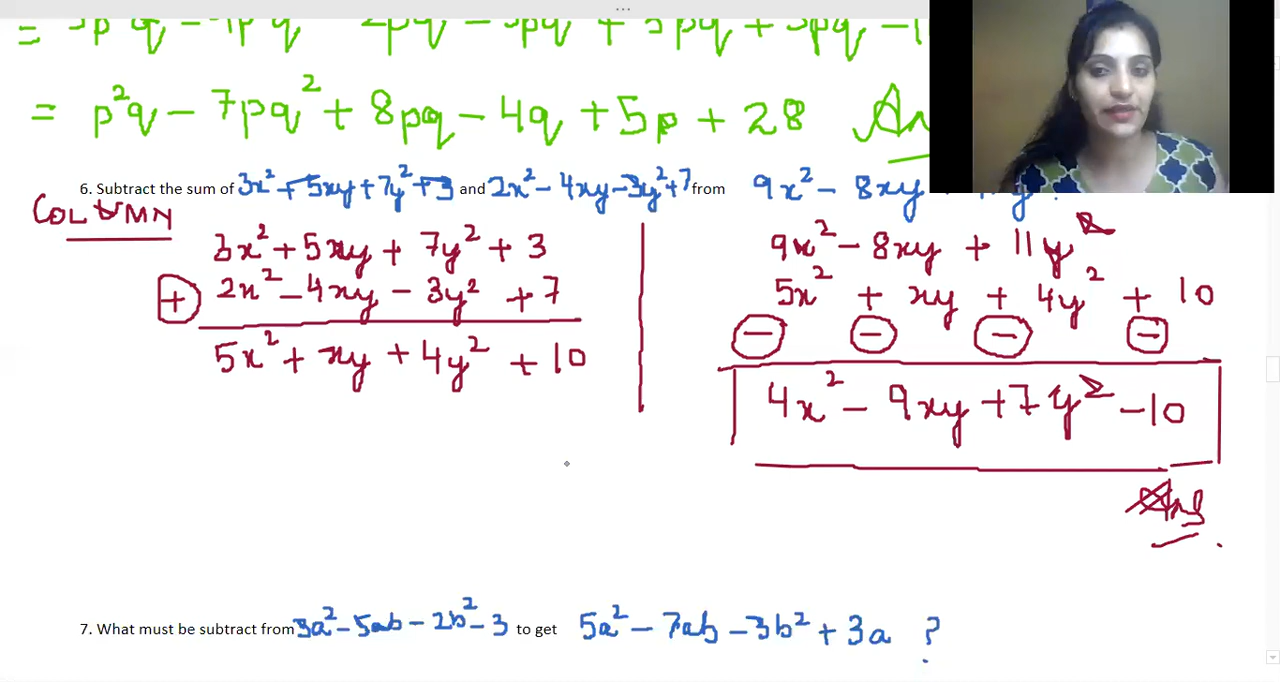 = p²q − 7pq² + 8pq − 4q + 5p + 28
6. Subtract the sum of 3x² + 5xy + 7y² + 3 and 2x² − 4xy − 3y² + 7 from 9x² − 8xy
COLUMN
3x² + 5xy + 7y² + 3
⊕ 2x² − 4xy − 3y² + 7
5x² + xy + 4y² + 10
9x² − 8xy + 11y²
5x² + xy + 4y² + 10
⊖ ⊖ ⊖ ⊖
4x² − 9xy + 7y² − 10
Ans.
7. What must be subtract from 3a² − 5ab − 2b² − 3 to get 5a² − 7ab − 3b² + 3a ?